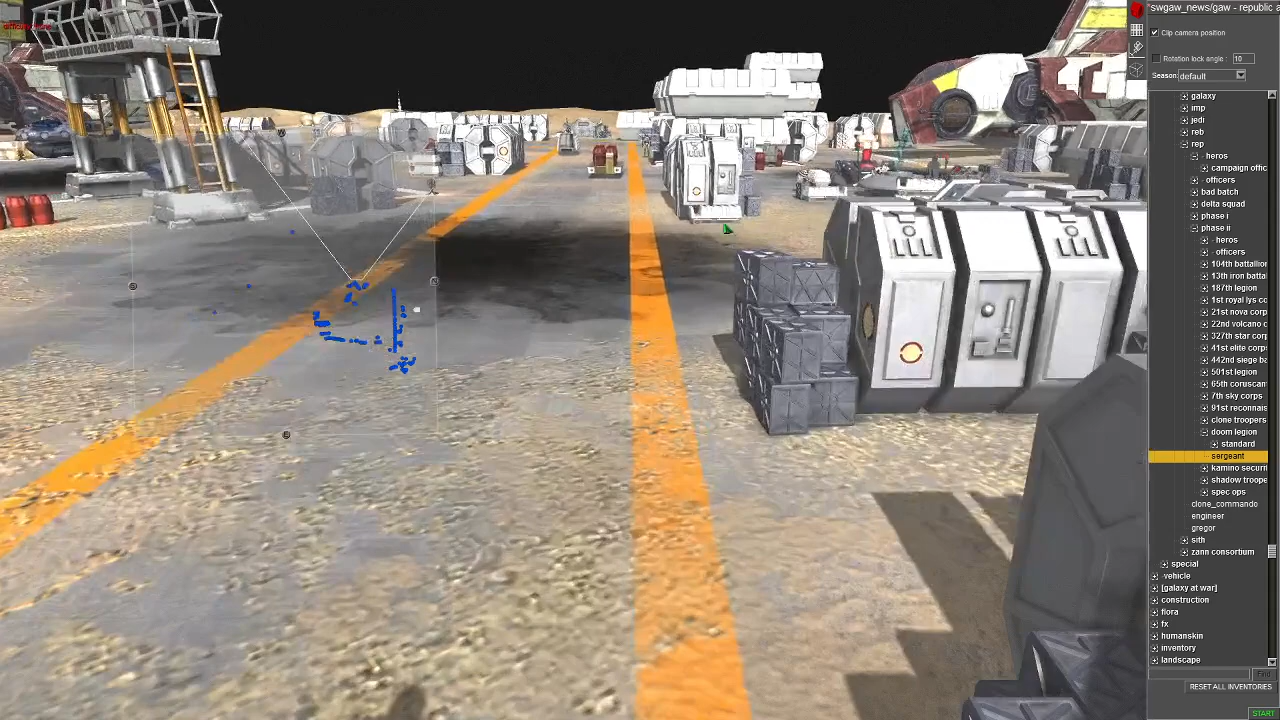 "swgaw_news/gaw - republic a
Clip camera position
Rotation lock angle : 10
Season: default
galaxy
imp
jedi
reb
rep
- heros
campaign offic
- officers
bad batch
delta squad
phase i
phase ii
- heros
- officers
104th battalion
13th iron battal
187th legion
1st royal lys co
21st nova corp
22nd volcano c
327th star corp
41st elite corp
442nd siege ba
501st legion
65th coruscan
7th sky corps
91st reconnais
clone troopers
doom legion
standard
sergeant
kamino securit
shadow troope
spec ops
clone_commando
engineer
gregor
sith
zann consortium
special
-vehicle
[galaxy at war]
construction
flora
fx
humanskin
inventory
landscape
Find
RESET ALL INVENTORIES
START